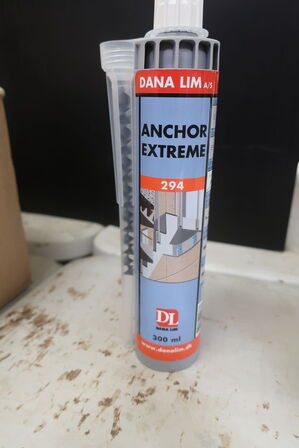 DANA LIM A/S
ANCHOR
EXTREME
294
DL
DANA LIM
300 ml
www.danalim.dk